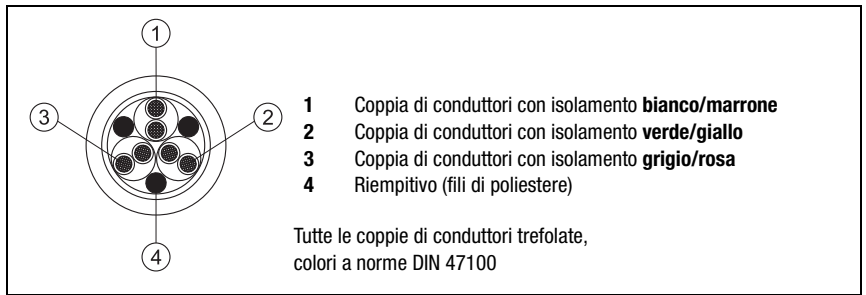 1
3
2
4
1 Coppia di conduttori con isolamento bianco/marrone
2 Coppia di conduttori con isolamento verde/giallo
3 Coppia di conduttori con isolamento grigio/rosa
4 Riempitivo (fili di poliestere)
Tutte le coppie di conduttori trefolate,
colori a norme DIN 47100